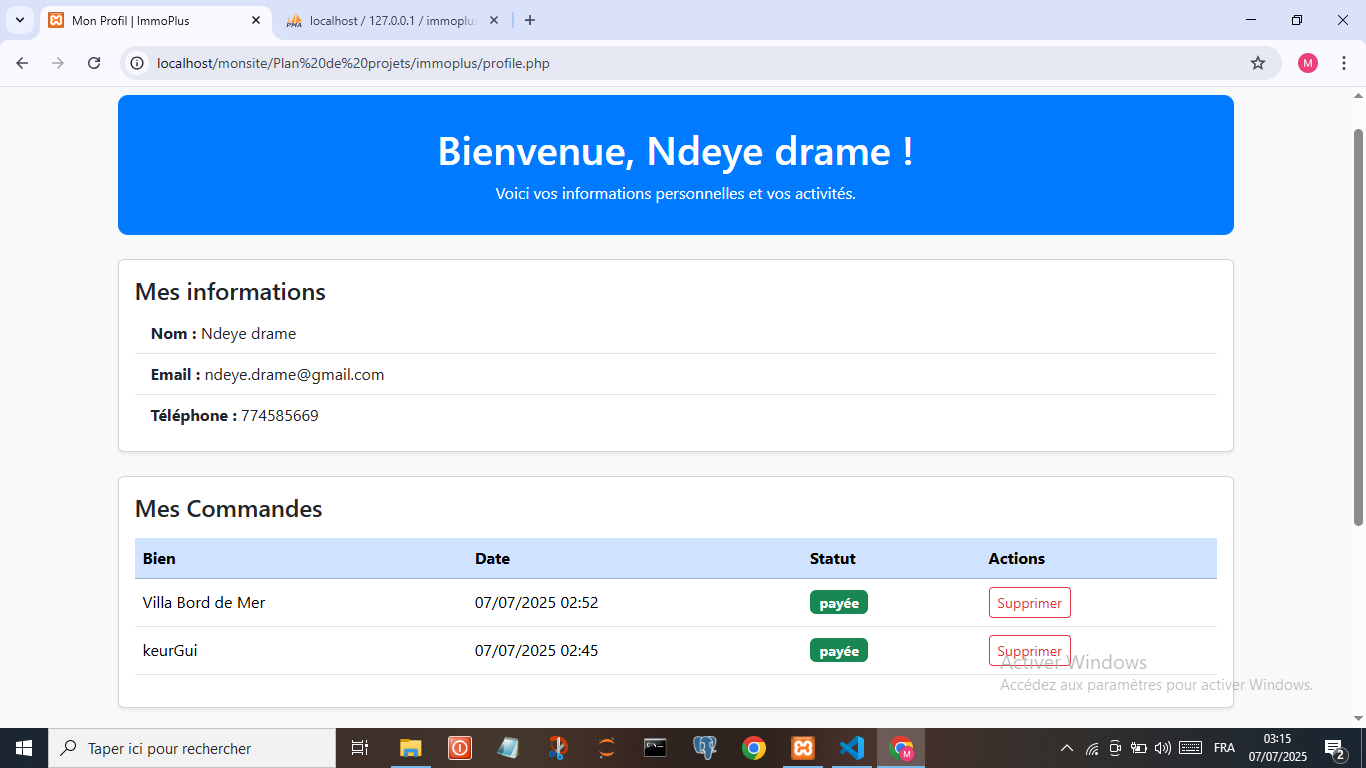 Mon Profil | ImmoPlus
localhost / 127.0.0.1 / immoplus
localhost/monsite/Plan%20de%20projets/immoplus/profile.php
M
Bienvenue, Ndeye drame !
Voici vos informations personnelles et vos activités.
Mes informations
Nom : Ndeye drame
Email : ndeye.drame@gmail.com
Téléphone : 774585669
Mes Commandes
Bien Date Statut Actions
Villa Bord de Mer 07/07/2025 02:52 payée Supprimer
keurGui 07/07/2025 02:45 payée Supprimer
Activer Windows
Accédez aux paramètres pour activer Windows.
Taper ici pour rechercher
M
FRA
03:15
07/07/2025
2